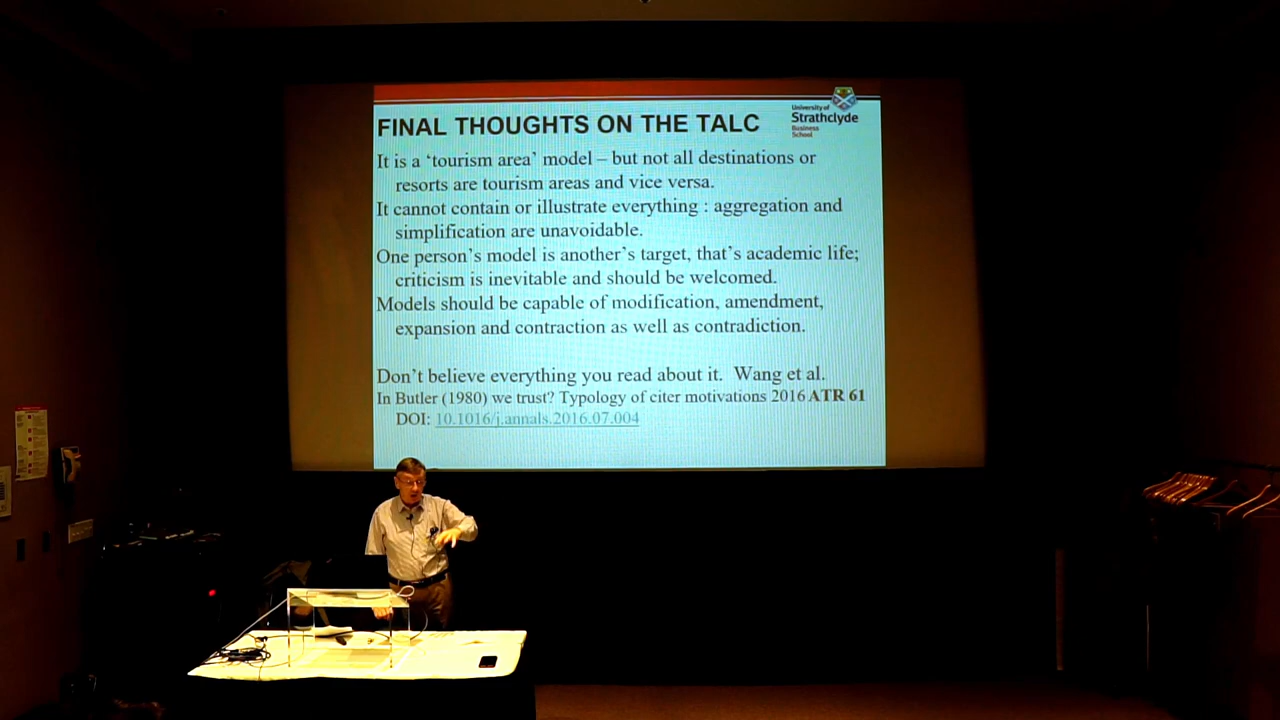 University of
Strathclyde
Business
School
FINAL THOUGHTS ON THE TALC
It is a ‘tourism area’ model – but not all destinations or
resorts are tourism areas and vice versa.
It cannot contain or illustrate everything : aggregation and
simplification are unavoidable.
One person’s model is another’s target, that’s academic life;
criticism is inevitable and should be welcomed.
Models should be capable of modification, amendment,
expansion and contraction as well as contradiction.
Don’t believe everything you read about it. Wang et al.
In Butler (1980) we trust? Typology of citer motivations 2016 ATR 61
DOI: 10.1016/j.annals.2016.07.004